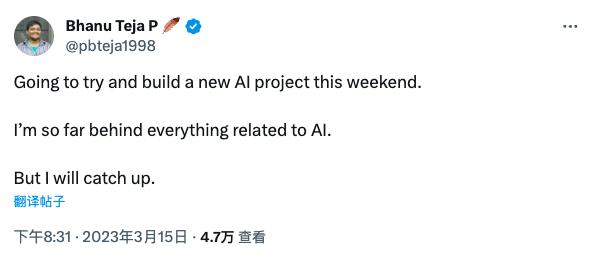 Bhanu Teja P 🪶
@pbteja1998
Going to try and build a new AI project this weekend.
I’m so far behind everything related to AI.
But I will catch up.
翻译帖子
下午8:31 · 2023年3月15日 · 4.7万 查看